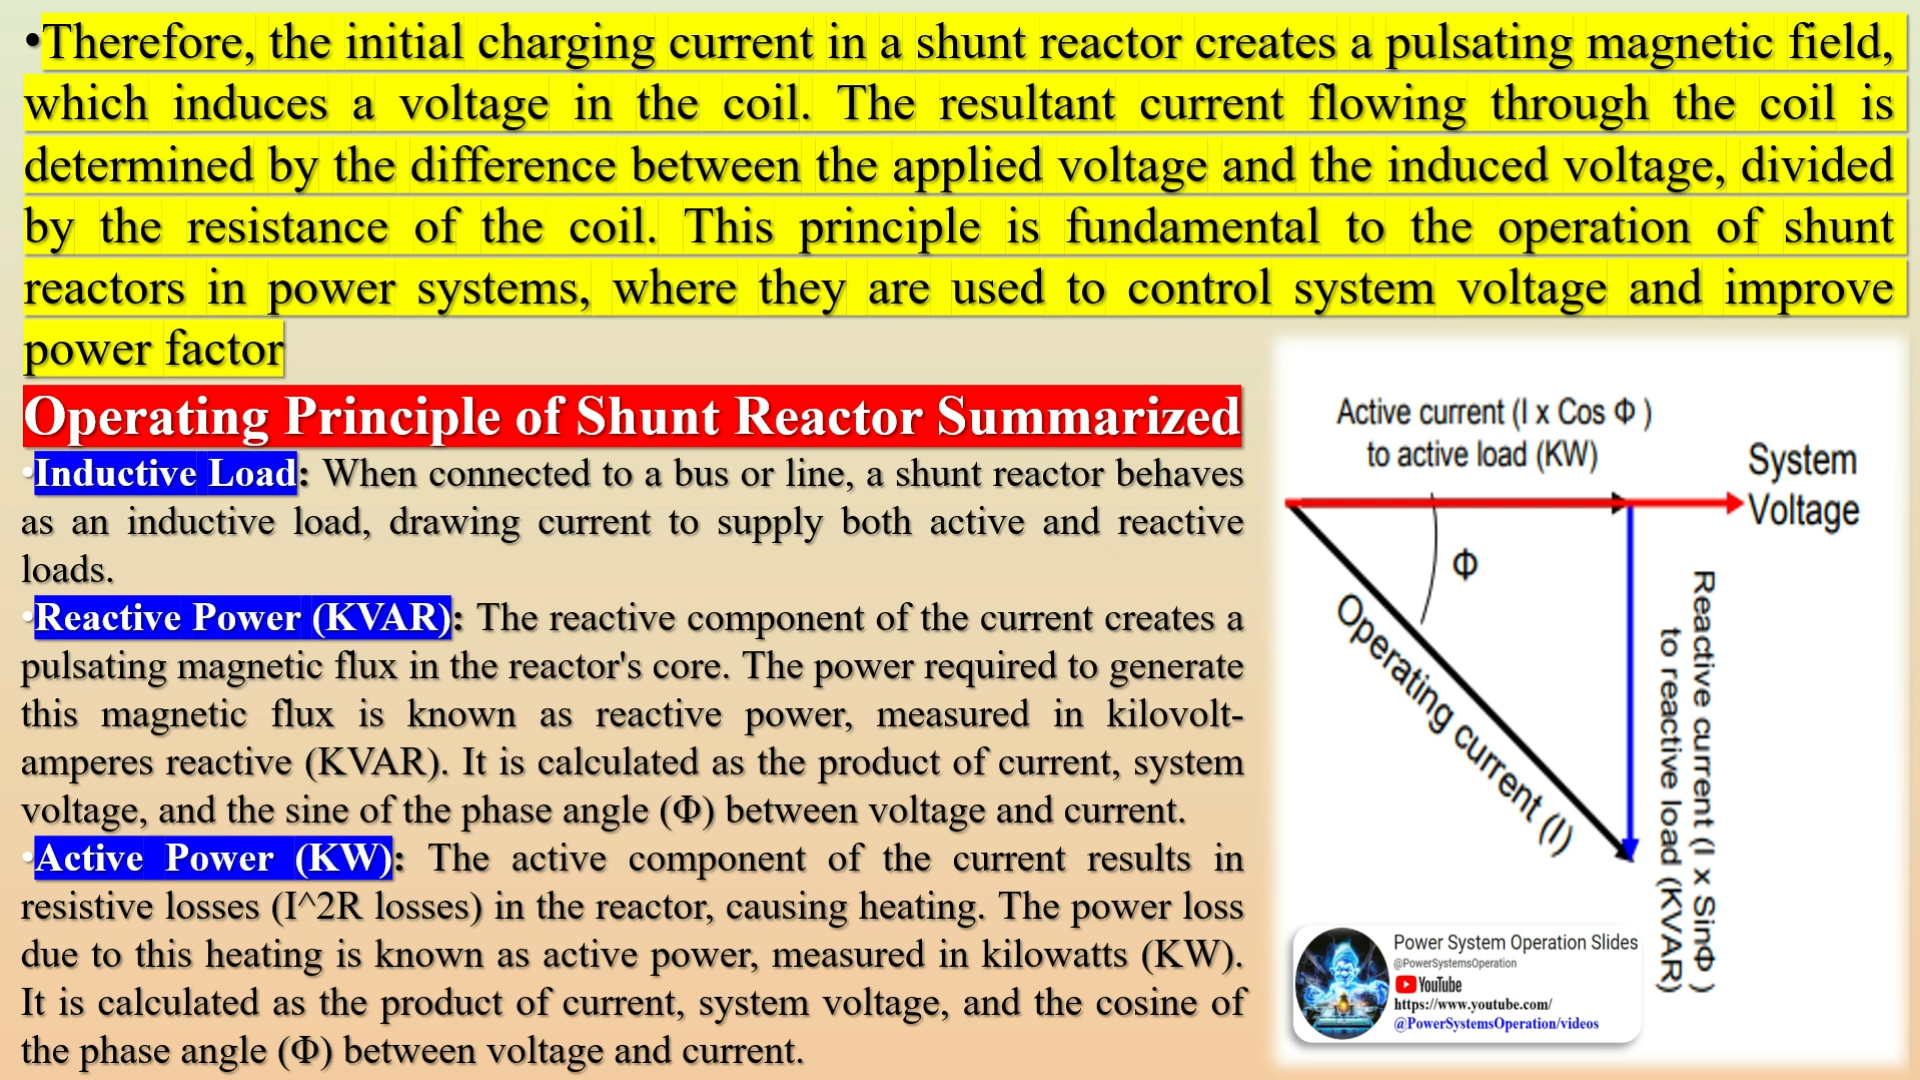 •Therefore, the initial charging current in a shunt reactor creates a pulsating magnetic field,
which induces a voltage in the coil. The resultant current flowing through the coil is
determined by the difference between the applied voltage and the induced voltage, divided
by the resistance of the coil. This principle is fundamental to the operation of shunt
reactors in power systems, where they are used to control system voltage and improve
power factor
Operating Principle of Shunt Reactor Summarized
•Inductive Load: When connected to a bus or line, a shunt reactor behaves
as an inductive load, drawing current to supply both active and reactive
loads.
•Reactive Power (KVAR): The reactive component of the current creates a
pulsating magnetic flux in the reactor's core. The power required to generate
this magnetic flux is known as reactive power, measured in kilovolt-
amperes reactive (KVAR). It is calculated as the product of current, system
voltage, and the sine of the phase angle (Φ) between voltage and current.
•Active Power (KW): The active component of the current results in
resistive losses (I^2R losses) in the reactor, causing heating. The power loss
due to this heating is known as active power, measured in kilowatts (KW).
It is calculated as the product of current, system voltage, and the cosine of
the phase angle (Φ) between voltage and current.
Active current (I x Cos Φ )
to active load (KW)
System
Voltage
Φ
Operating current (I)
Reactive current (I x SinΦ )
to reactive load (KVAR)
Power System Operation Slides
@PowerSystemsOperation
YouTube
https://www.youtube.com/
@PowerSystemsOperation/videos